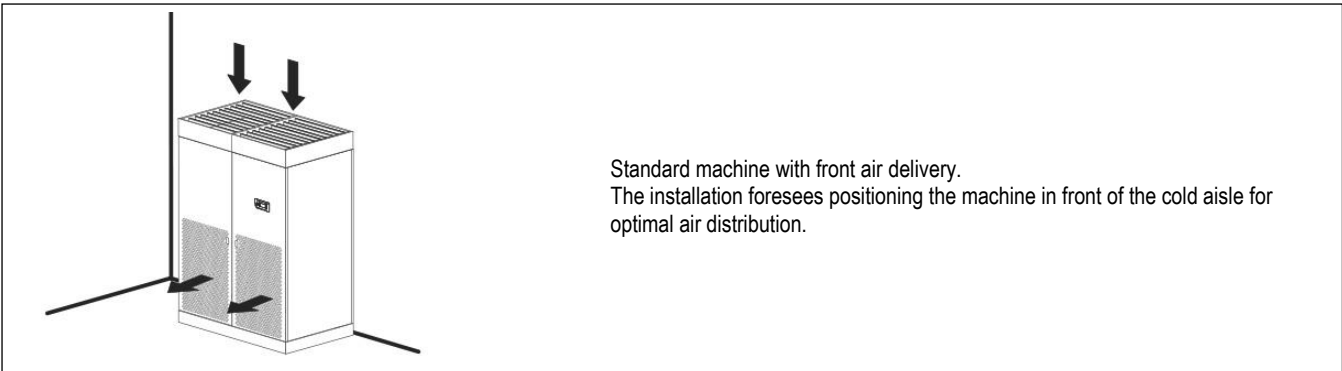 Standard machine with front air delivery.
The installation foresees positioning the machine in front of the cold aisle for
optimal air distribution.